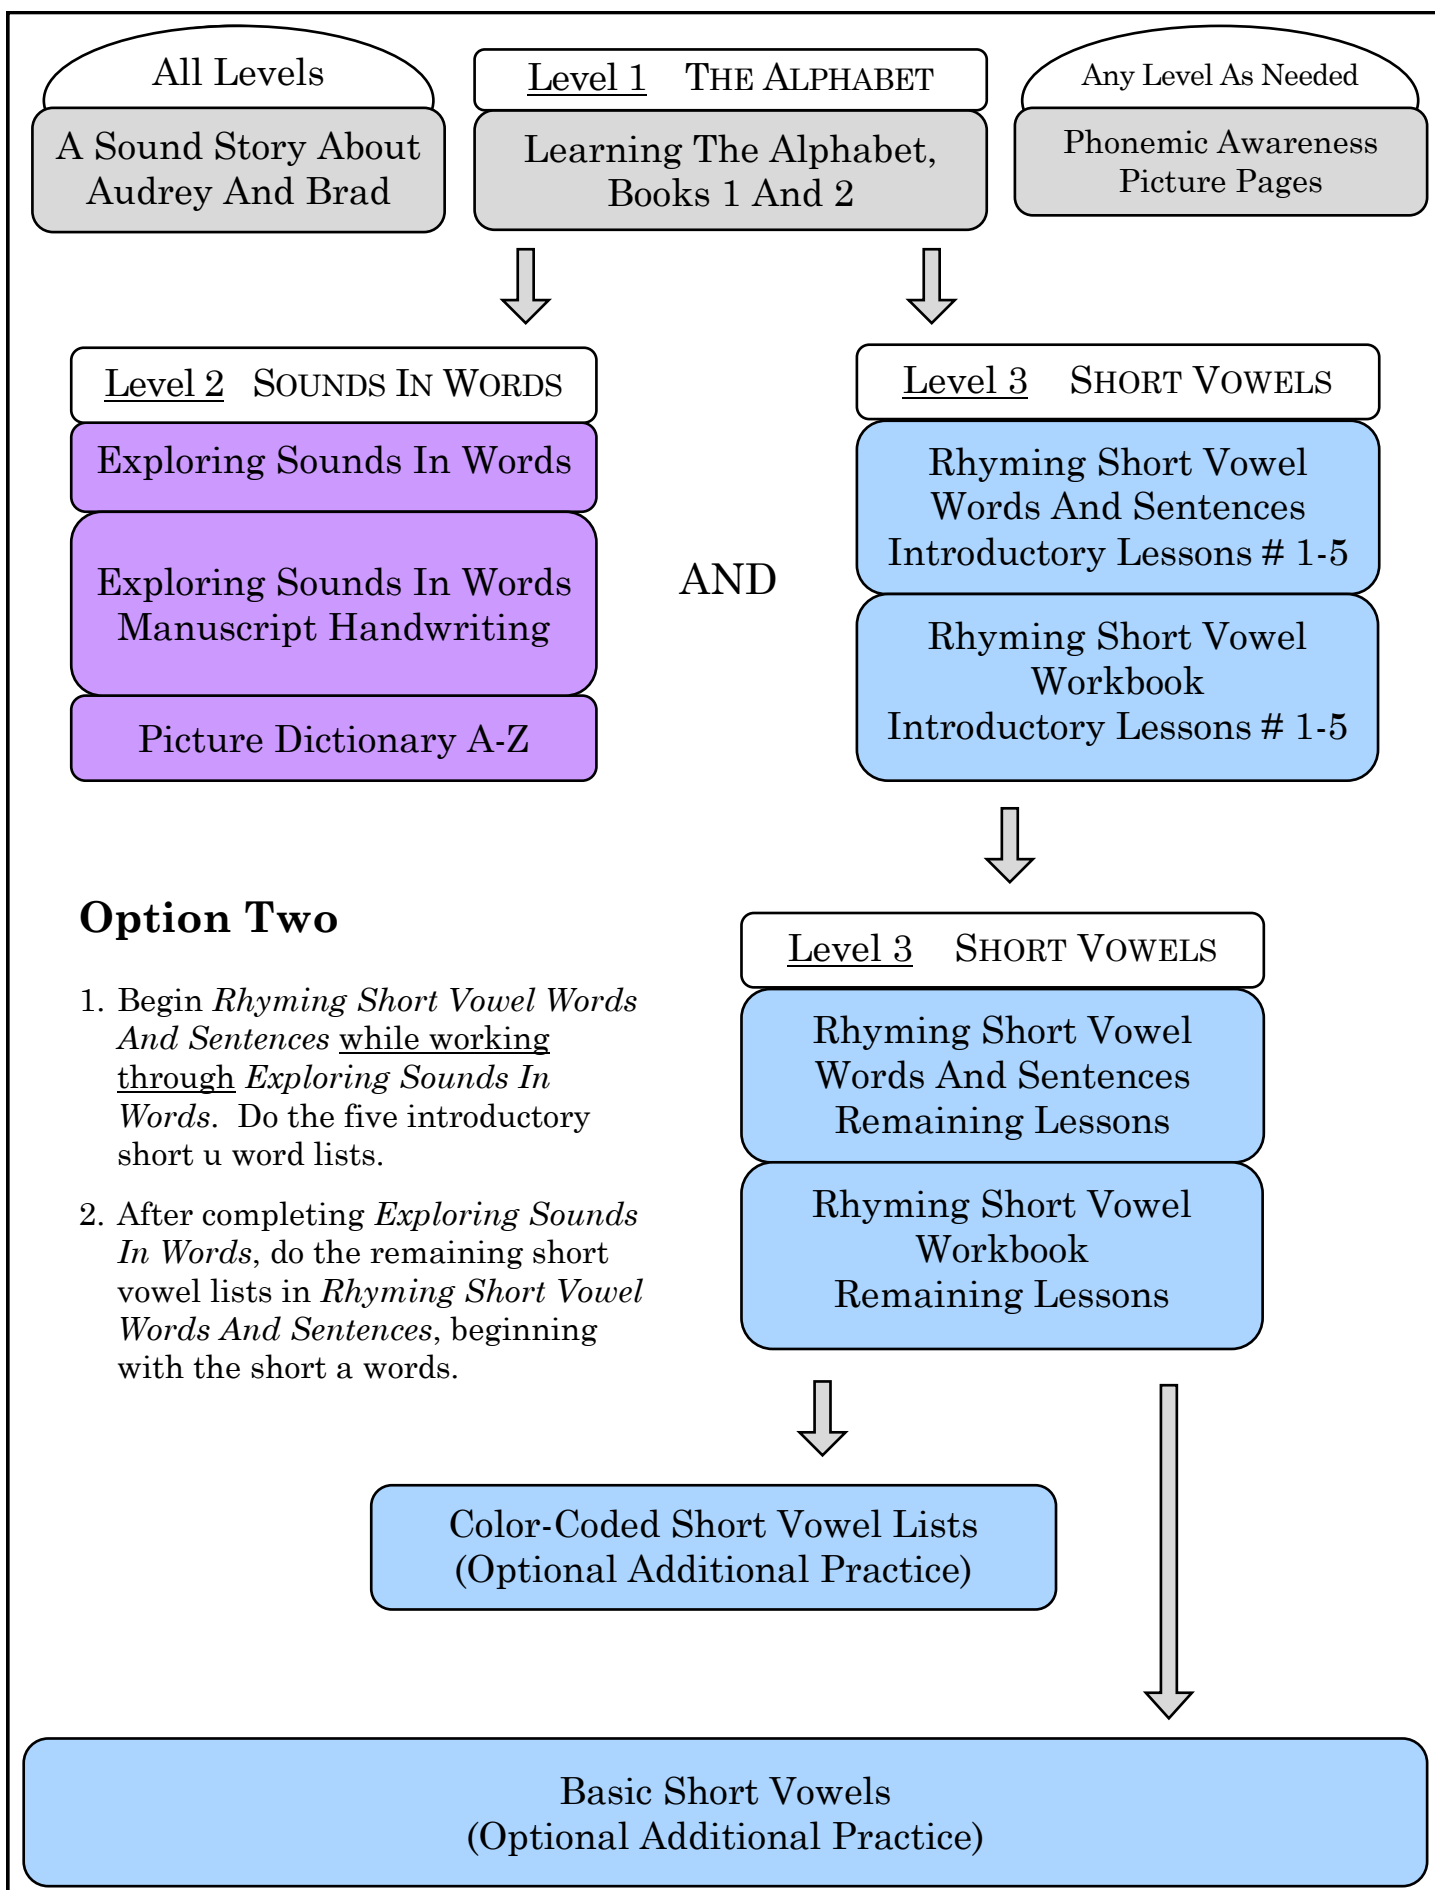 All Levels
A Sound Story About
Audrey And Brad
Level 1 THE ALPHABET
Learning The Alphabet,
Books 1 And 2
Any Level As Needed
Phonemic Awareness
Picture Pages
Level 2 SOUNDS IN WORDS
Exploring Sounds In Words
Exploring Sounds In Words
Manuscript Handwriting
Picture Dictionary A-Z
AND
Level 3 SHORT VOWELS
Rhyming Short Vowel
Words And Sentences
Introductory Lessons # 1-5
Rhyming Short Vowel
Workbook
Introductory Lessons # 1-5
Option Two
1. Begin Rhyming Short Vowel Words
And Sentences while working
through Exploring Sounds In
Words. Do the five introductory
short u word lists.
2. After completing Exploring Sounds
In Words, do the remaining short
vowel lists in Rhyming Short Vowel
Words And Sentences, beginning
with the short a words.
Level 3 SHORT VOWELS
Rhyming Short Vowel
Words And Sentences
Remaining Lessons
Rhyming Short Vowel
Workbook
Remaining Lessons
Color-Coded Short Vowel Lists
(Optional Additional Practice)
Basic Short Vowels
(Optional Additional Practice)